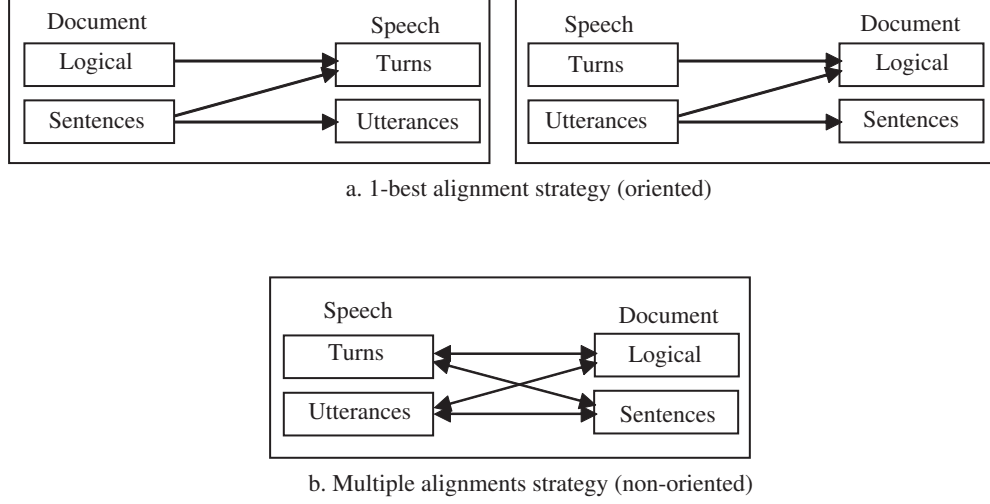 Document
Speech
Logical
Turns
Sentences
Utterances
Speech
Document
Turns
Logical
Utterances
Sentences
a. 1-best alignment strategy (oriented)
Speech
Document
Turns
Logical
Utterances
Sentences
b. Multiple alignments strategy (non-oriented)